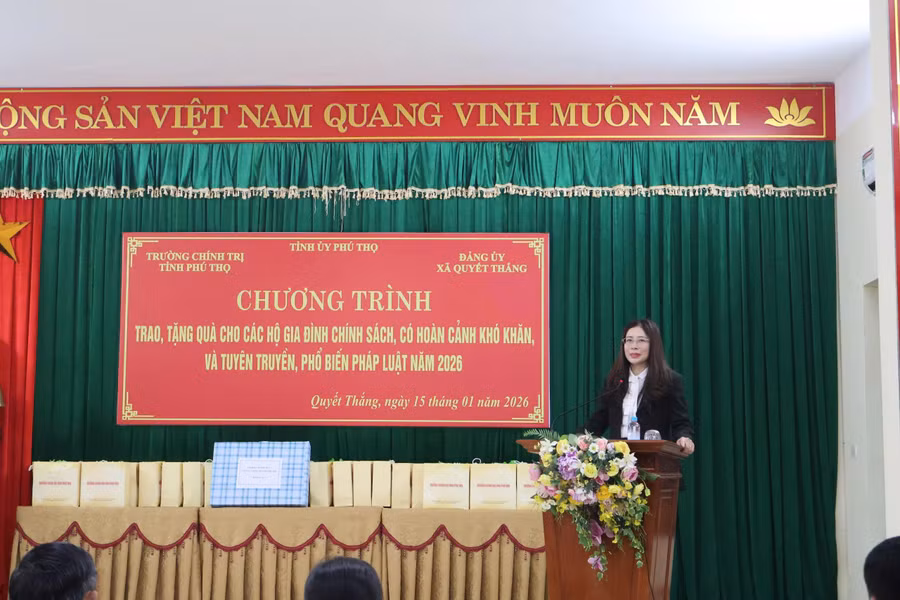 ỘNG SẢN VIỆT NAM QUANG VINH MUÔN NĂM
TỈNH ỦY PHÚ THỌ
TRƯỜNG CHÍNH TRỊ
TỈNH PHÚ THỌ
ĐẢNG ỦY
XÃ QUYẾT THẮNG
CHƯƠNG TRÌNH
TRAO, TẶNG QUÀ CHO CÁC HỘ GIA ĐÌNH CHÍNH SÁCH, CÓ HOÀN CẢNH KHÓ KHĂN,
VÀ TUYÊN TRUYỀN, PHỔ BIẾN PHÁP LUẬT NĂM 2026
Quyết Thắng, ngày 15 tháng 01 năm 2026